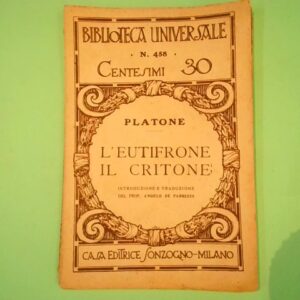 BIBLIOTECA UNIVERSALE
N. 458
CENTESIMI 30
PLATONE
L'EUTIFRONE
IL CRITONE
INTRODUZIONE E TRADUZIONE
DEL PROF. ANGELO DE FABRIZIO
CASA EDITRICE SONZOGNO-MILANO